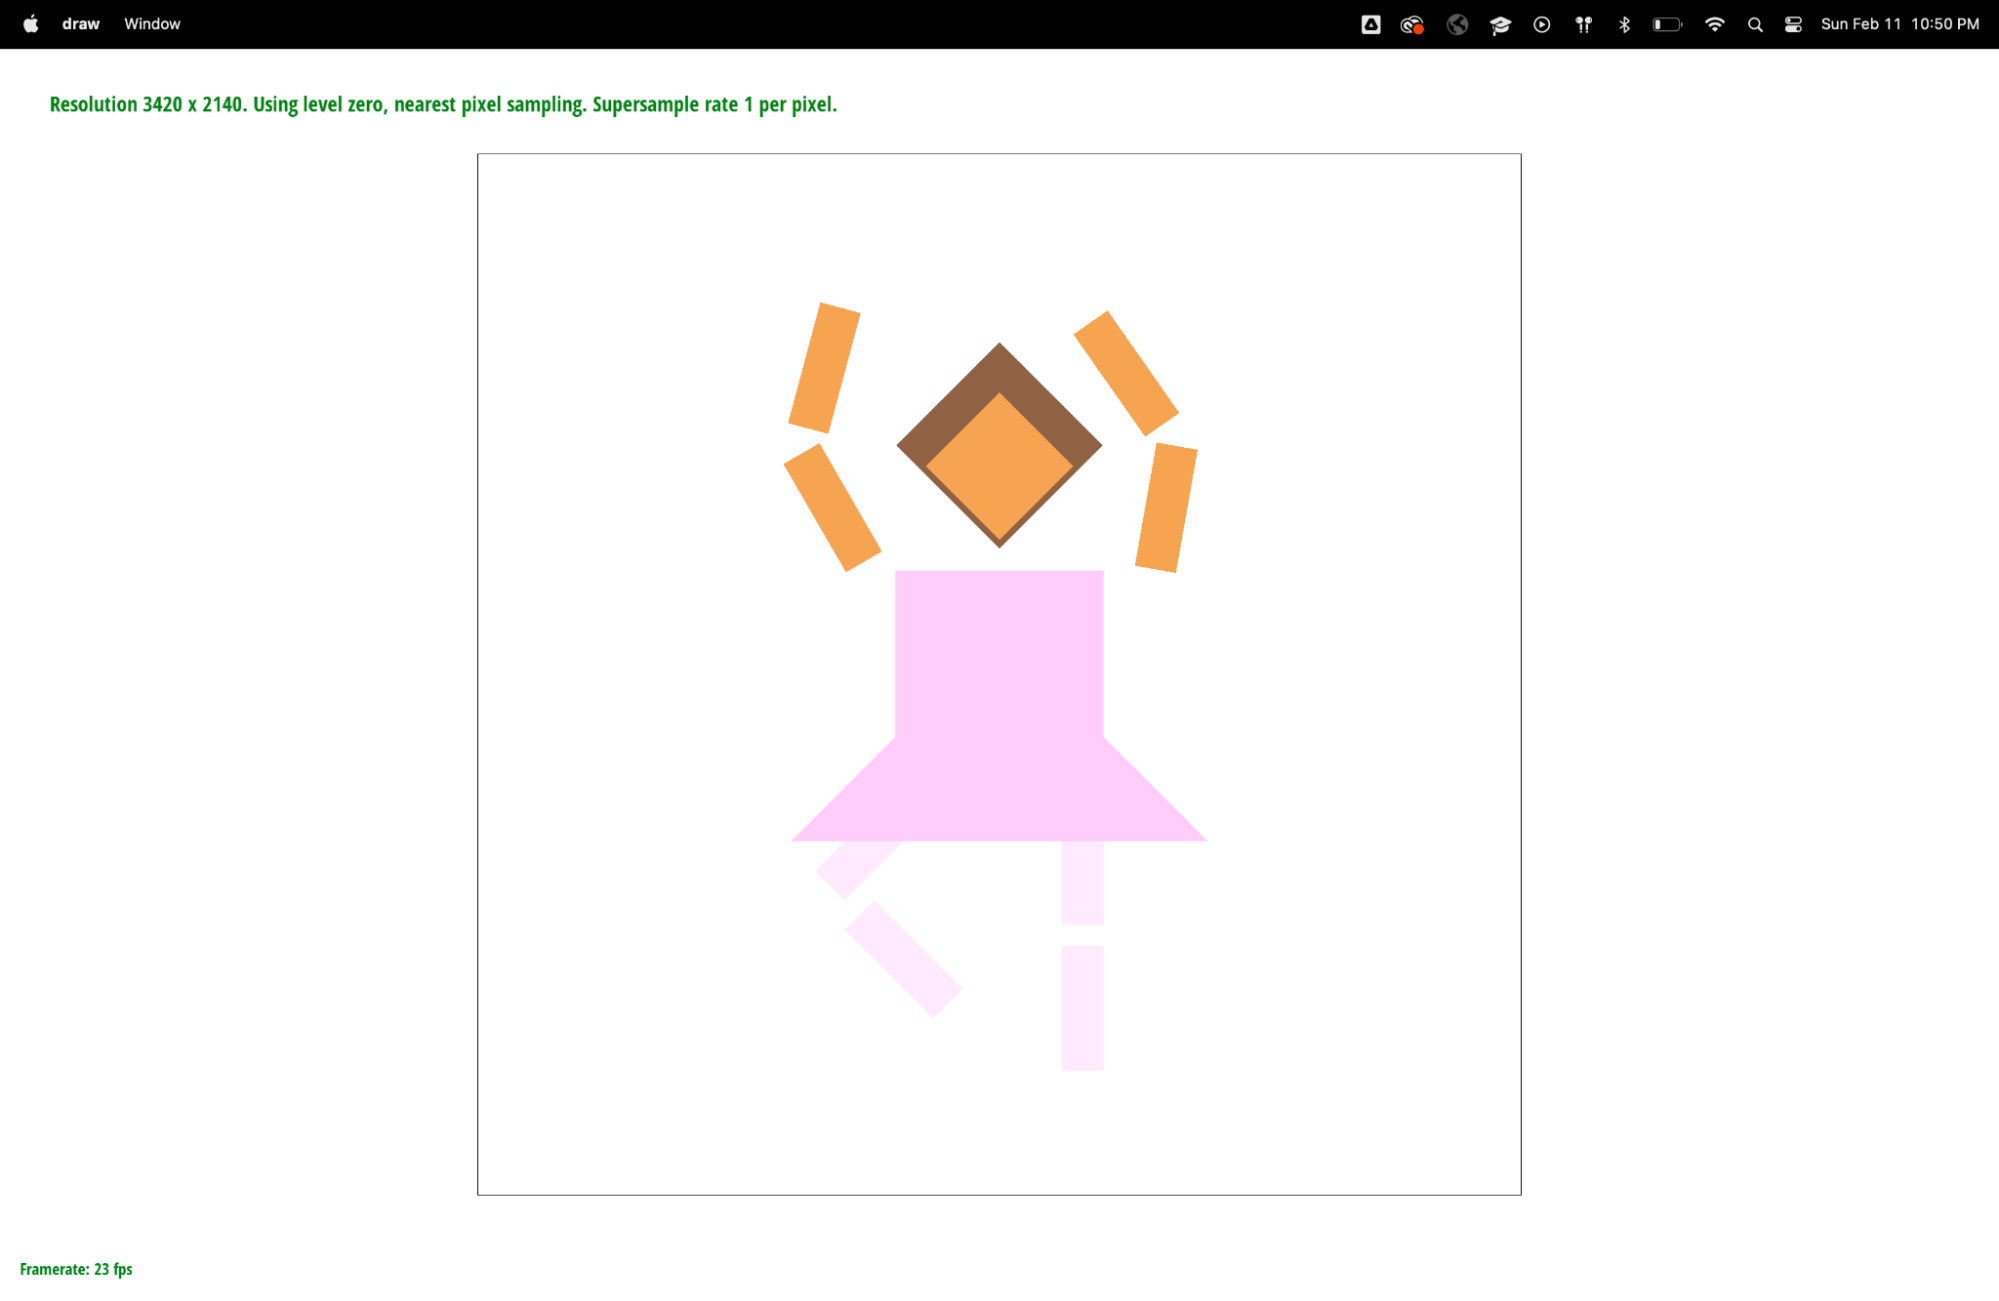 draw Window Sun Feb 11 10:50 PM
Resolution 3420 x 2140. Using level zero, nearest pixel sampling. Supersample rate 1 per pixel.
Framerate: 23 fps